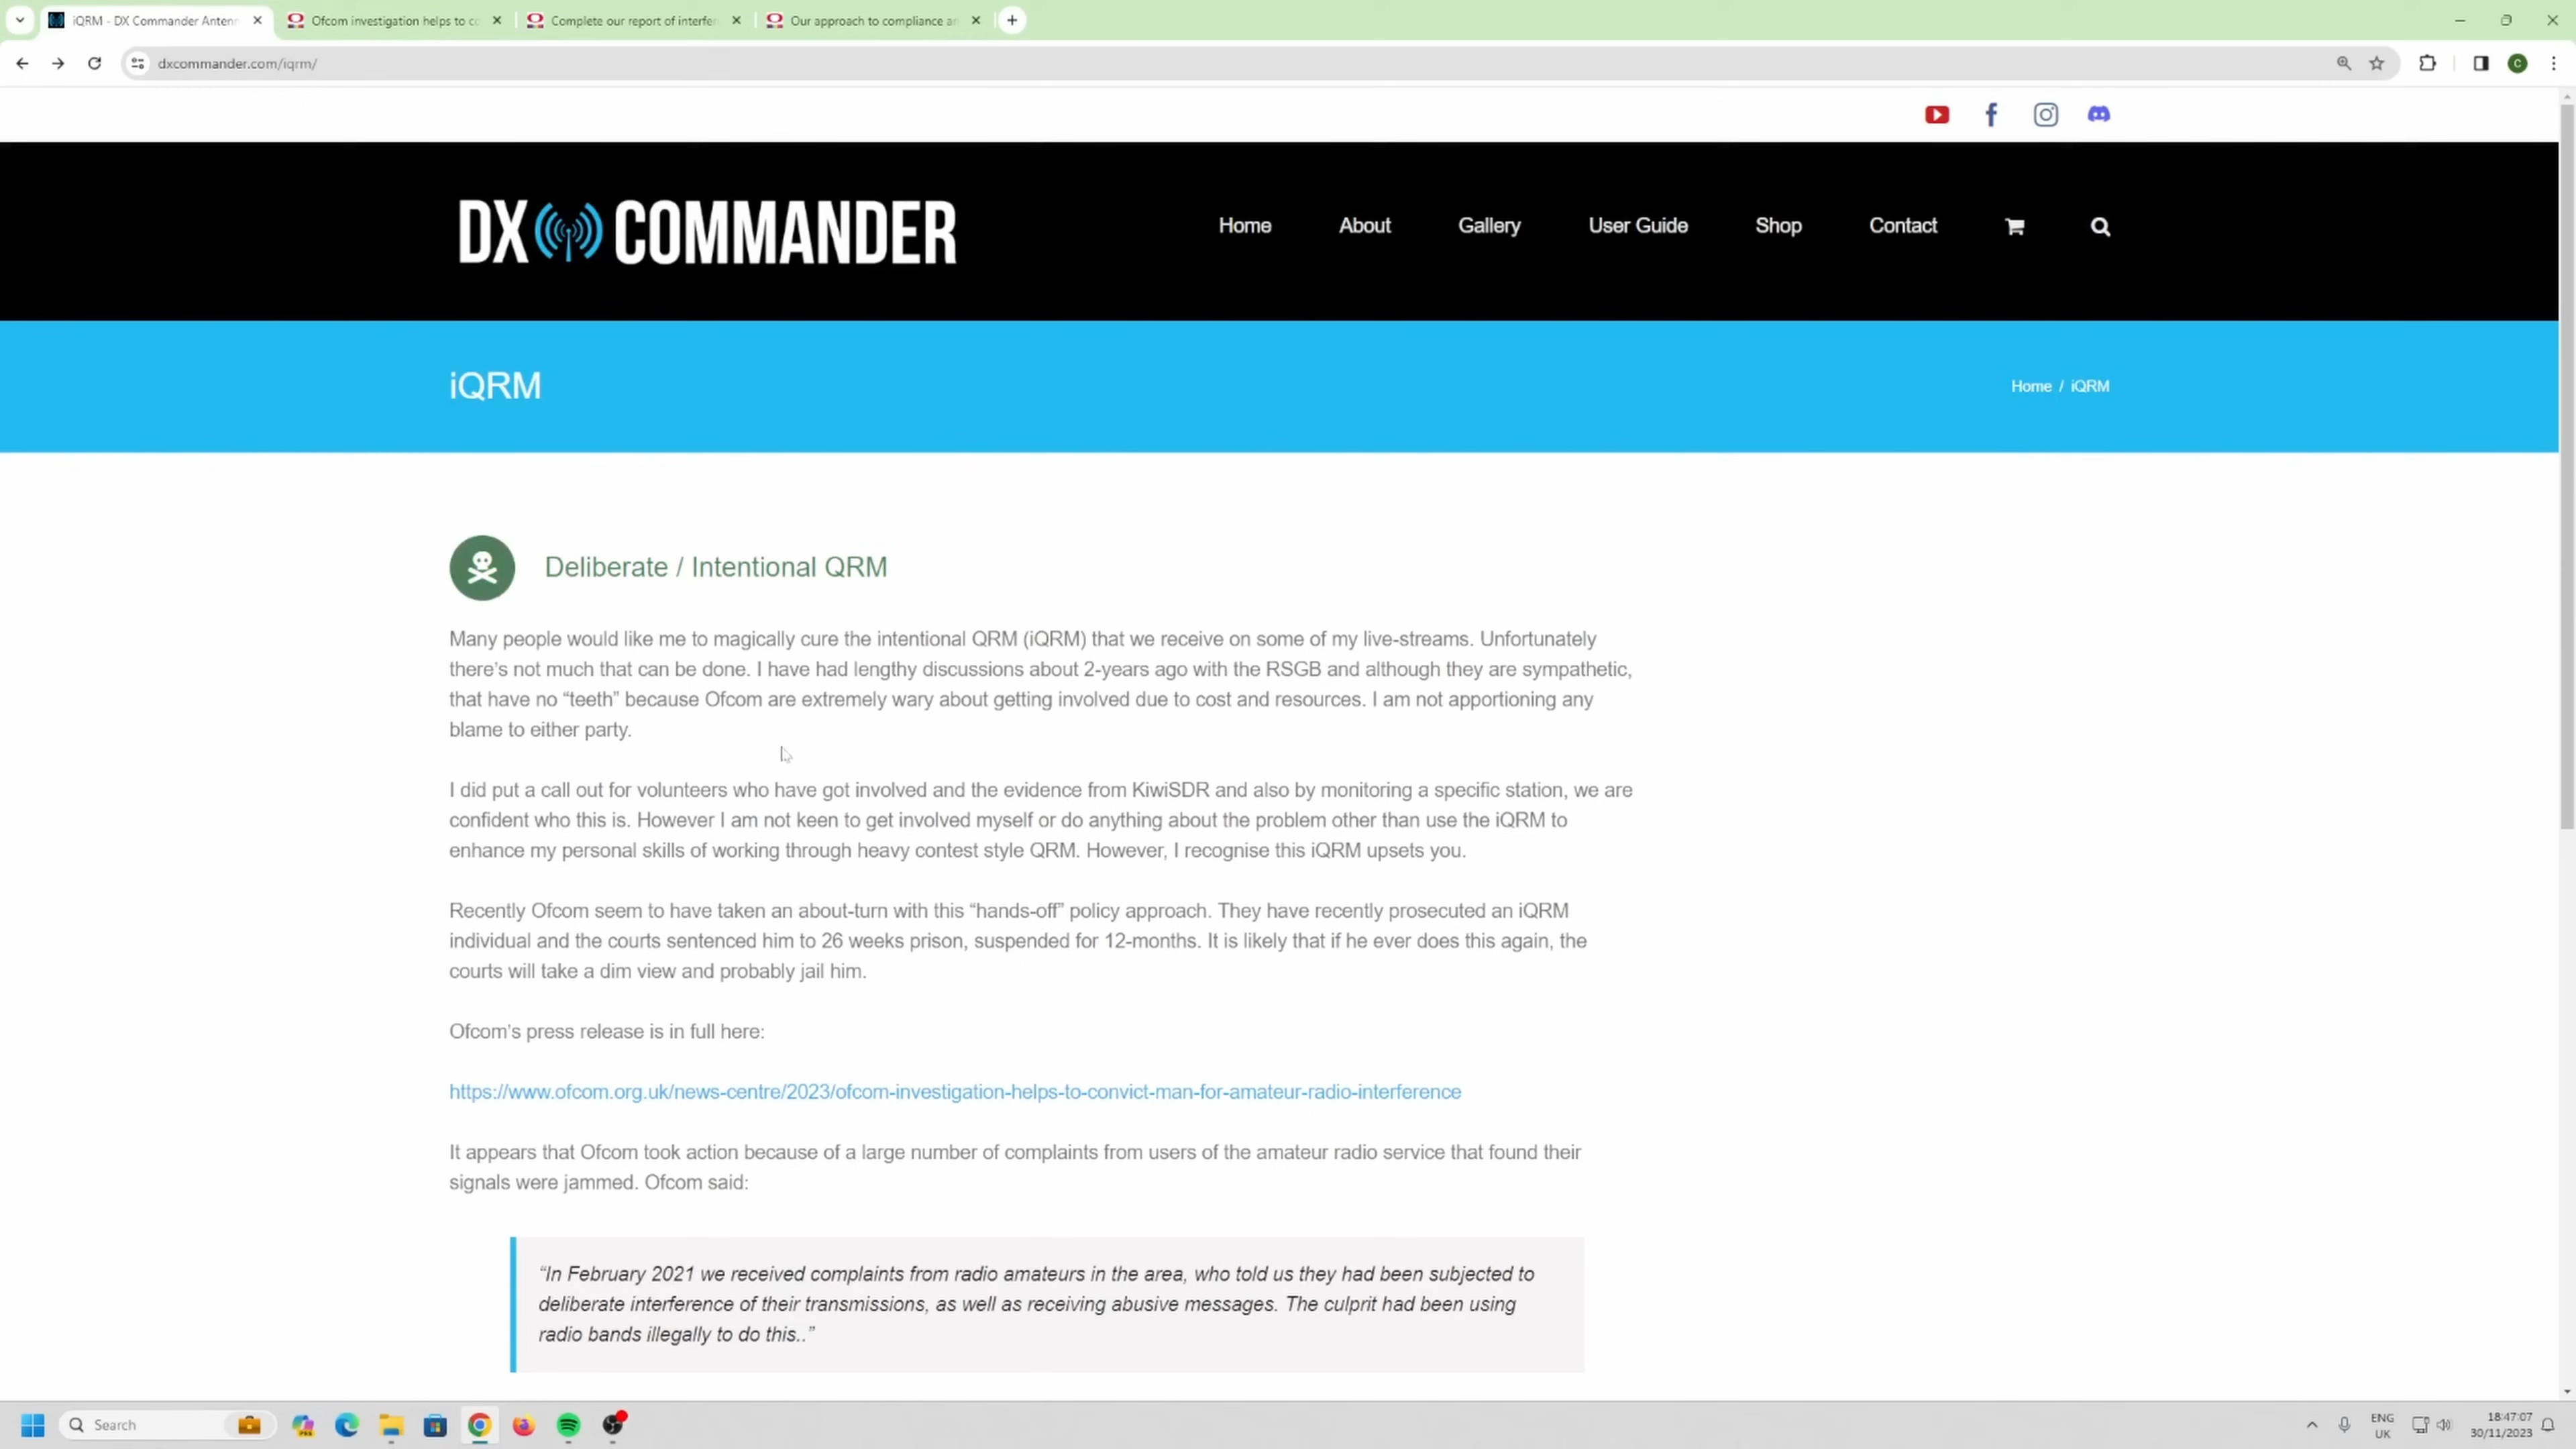 iQRM - DX Commander Antenn
Ofcom investigation helps to co
Complete our report of interfer
Our approach to compliance an
dxcommander.com/iqrm/
C
DX COMMANDER
Home
About
Gallery
User Guide
Shop
Contact
iQRM
Home / iQRM
Deliberate / Intentional QRM
Many people would like me to magically cure the intentional QRM (iQRM) that we receive on some of my live-streams. Unfortunately
there's not much that can be done. I have had lengthy discussions about 2-years ago with the RSGB and although they are sympathetic,
that have no “teeth” because Ofcom are extremely wary about getting involved due to cost and resources. I am not apportioning any
blame to either party.
I did put a call out for volunteers who have got involved and the evidence from KiwiSDR and also by monitoring a specific station, we are
confident who this is. However I am not keen to get involved myself or do anything about the problem other than use the iQRM to
enhance my personal skills of working through heavy contest style QRM. However, I recognise this iQRM upsets you.
Recently Ofcom seem to have taken an about-turn with this “hands-off” policy approach. They have recently prosecuted an iQRM
individual and the courts sentenced him to 26 weeks prison, suspended for 12-months. It is likely that if he ever does this again, the
courts will take a dim view and probably jail him.
Ofcom's press release is in full here:
https://www.ofcom.org.uk/news-centre/2023/ofcom-investigation-helps-to-convict-man-for-amateur-radio-interference
It appears that Ofcom took action because of a large number of complaints from users of the amateur radio service that found their
signals were jammed. Ofcom said:
“In February 2021 we received complaints from radio amateurs in the area, who told us they had been subjected to
deliberate interference of their transmissions, as well as receiving abusive messages. The culprit had been using
radio bands illegally to do this..”
Search
ENG
UK
18:47:07
30/11/2023